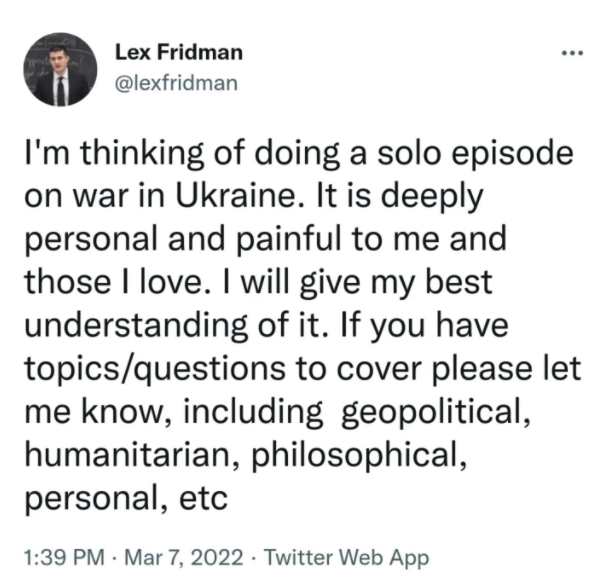 Lex Fridman
@lexfridman
I'm thinking of doing a solo episode
on war in Ukraine. It is deeply
personal and painful to me and
those I love. I will give my best
understanding of it. If you have
topics/questions to cover please let
me know, including  geopolitical,
humanitarian, philosophical,
personal, etc
1:39 PM · Mar 7, 2022 · Twitter Web App